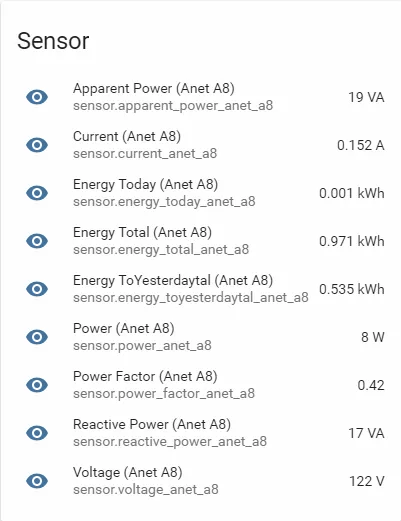 Sensor
Apparent Power (Anet A8)
sensor.apparent_power_anet_a8
19 VA
Current (Anet A8)
sensor.current_anet_a8
0.152 A
Energy Today (Anet A8)
sensor.energy_today_anet_a8
0.001 kWh
Energy Total (Anet A8)
sensor.energy_total_anet_a8
0.971 kWh
Energy ToYesterdaytal (Anet A8)
sensor.energy_toyesterdaytal_anet_a8
0.535 kWh
Power (Anet A8)
sensor.power_anet_a8
8 W
Power Factor (Anet A8)
sensor.power_factor_anet_a8
0.42
Reactive Power (Anet A8)
sensor.reactive_power_anet_a8
17 VA
Voltage (Anet A8)
sensor.voltage_anet_a8
122 V